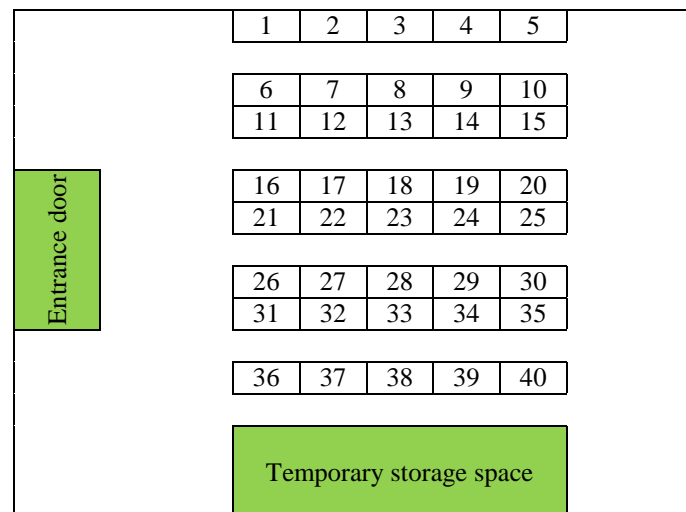 1 2 3 4 5
6 7 8 9 10
11 12 13 14 15
16 17 18 19 20
21 22 23 24 25
Entrance door
26 27 28 29 30
31 32 33 34 35
36 37 38 39 40
Temporary storage space